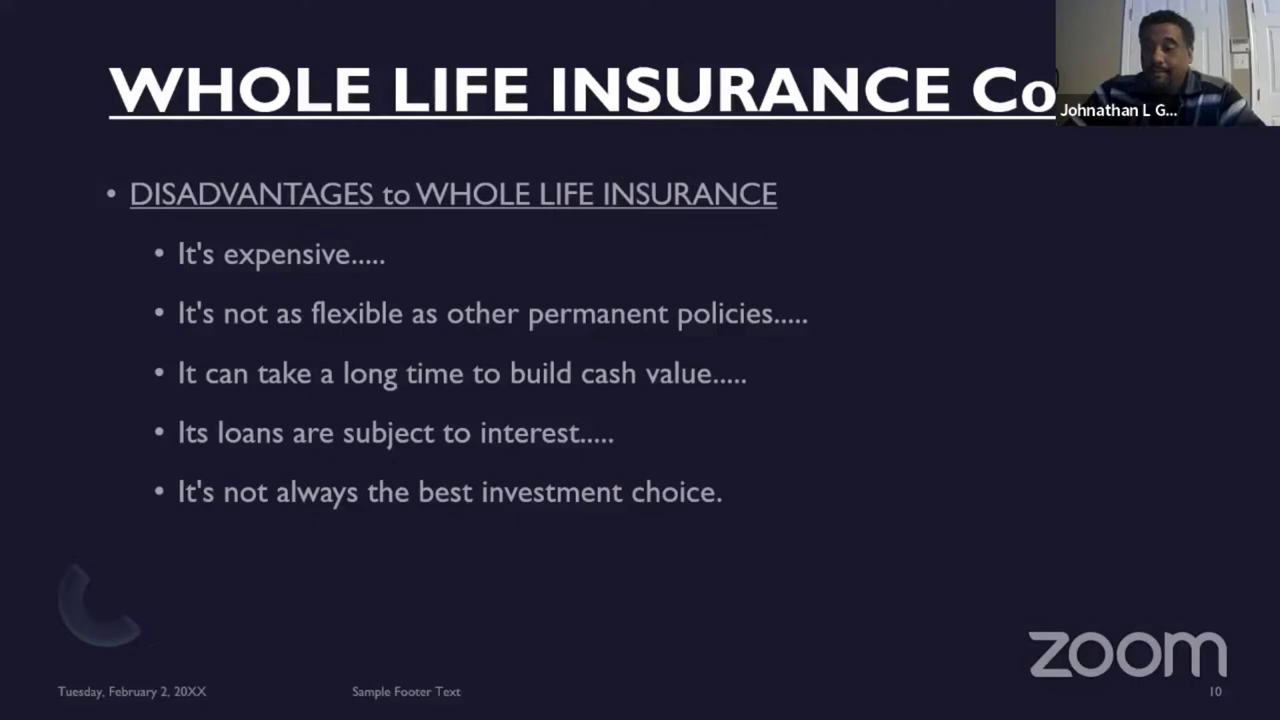 WHOLE LIFE INSURANCE Co
Johnathan L G...
• DISADVANTAGES to WHOLE LIFE INSURANCE
• It's expensive.....
• It's not as flexible as other permanent policies.....
• It can take a long time to build cash value.....
• Its loans are subject to interest.....
• It's not always the best investment choice.
zoom
Tuesday, February 2, 20XX
Sample Footer Text
10